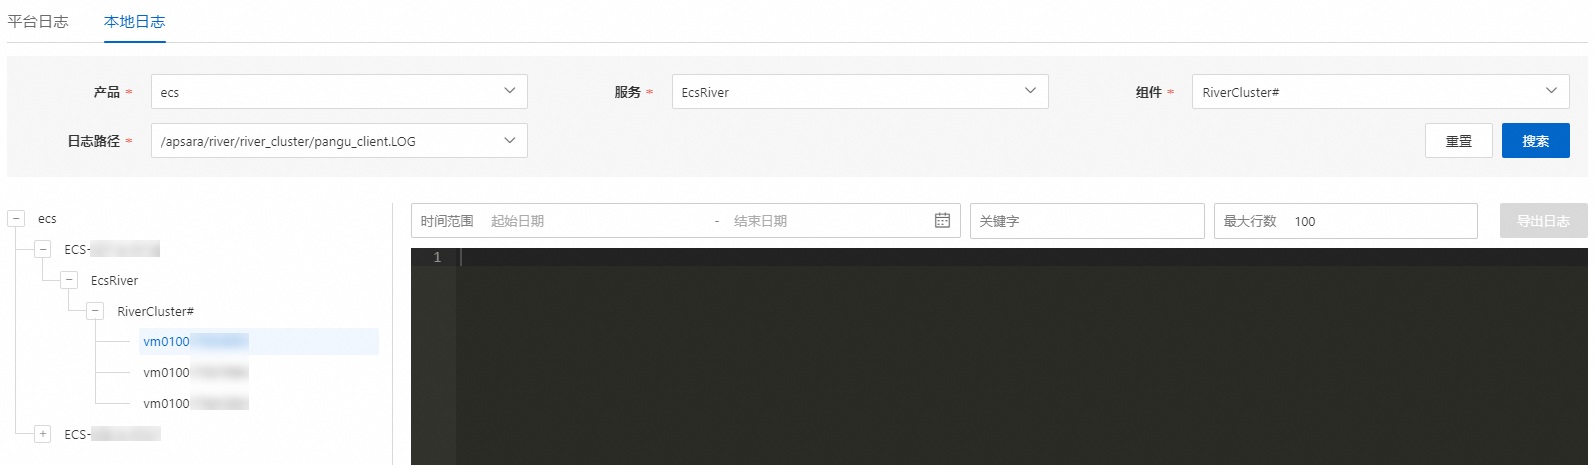 平台日志 本地日志
产品 * ecs 服务 * EcsRiver 组件 * RiverCluster#
日志路径 * /apsara/river/river_cluster/pangu_client.LOG 重置 搜索
时间范围 起始日期 - 结束日期 关键字 最大行数 100 导出日志
1
ecs
ECS-
EcsRiver
RiverCluster#
vm0100
vm0100
vm0100
ECS-